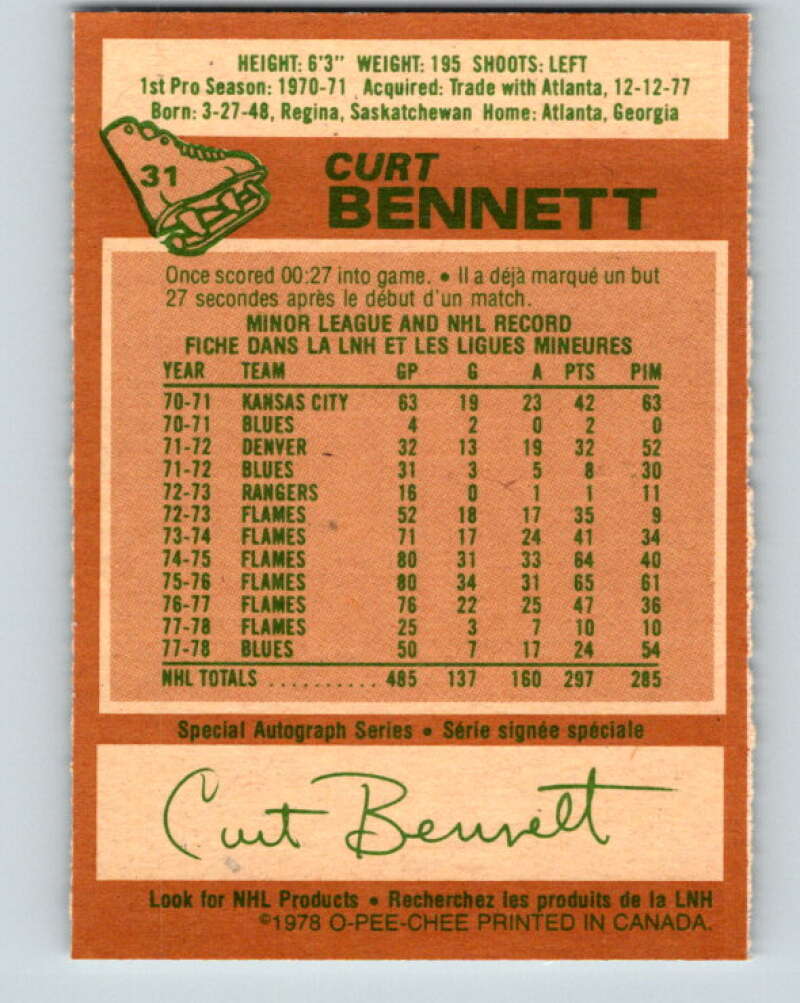 HEIGHT: 6'3" WEIGHT: 195 SHOOTS: LEFT
1st Pro Season: 1970-71 Acquired: Trade with Atlanta, 12-12-77
Born: 3-27-48, Regina, Saskatchewan Home: Atlanta, Georgia
31
CURT
BENNETT
Once scored 00:27 into game. • Il a déjà marqué un but
27 secondes après le début d'un match.
MINOR LEAGUE AND NHL RECORD
FICHE DANS LA LNH ET LES LIGUES MINEURES
YEAR TEAM GP G A PTS PIM
70-71 KANSAS CITY 63 19 23 42 63
70-71 BLUES 4 2 0 2 0
71-72 DENVER 32 13 19 32 52
71-72 BLUES 31 3 5 8 30
72-73 RANGERS 16 0 1 1 11
72-73 FLAMES 52 18 17 35 9
73-74 FLAMES 71 17 24 41 34
74-75 FLAMES 80 31 33 64 40
75-76 FLAMES 80 34 31 65 61
76-77 FLAMES 76 22 25 47 36
77-78 FLAMES 25 3 7 10 10
77-78 BLUES 50 7 17 24 54
NHL TOTALS .......... 485 137 160 297 285
Special Autograph Series • Série signée spéciale
Curt Bennett
Look for NHL Products • Recherchez les produits de la LNH
©1978 O-PEE-CHEE PRINTED IN CANADA.